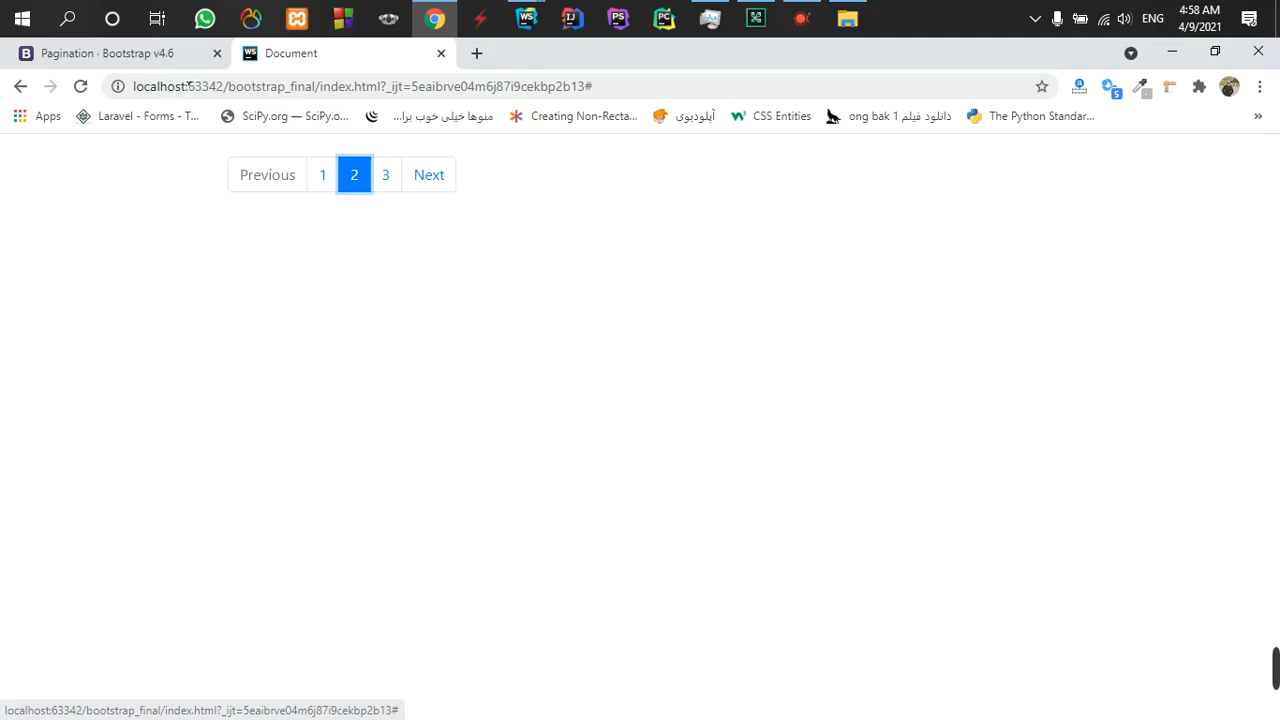 4:58 AM
ENG
4/9/2021
Pagination · Bootstrap v4.6
Document
localhost:63342/bootstrap_final/index.html?_ijt=5eaibrve04m6j87i9cekbp2b13#
Apps
Laravel - Forms - T...
SciPy.org — SciPy.o...
منوها خیلی خوب برا...
Creating Non-Recta...
آپلودبوی
CSS Entities
دانلود فیلم ong bak 1
The Python Standar...
»
Previous 1 2 3 Next
localhost:63342/bootstrap_final/index.html?_ijt=5eaibrve04m6j87i9cekbp2b13#